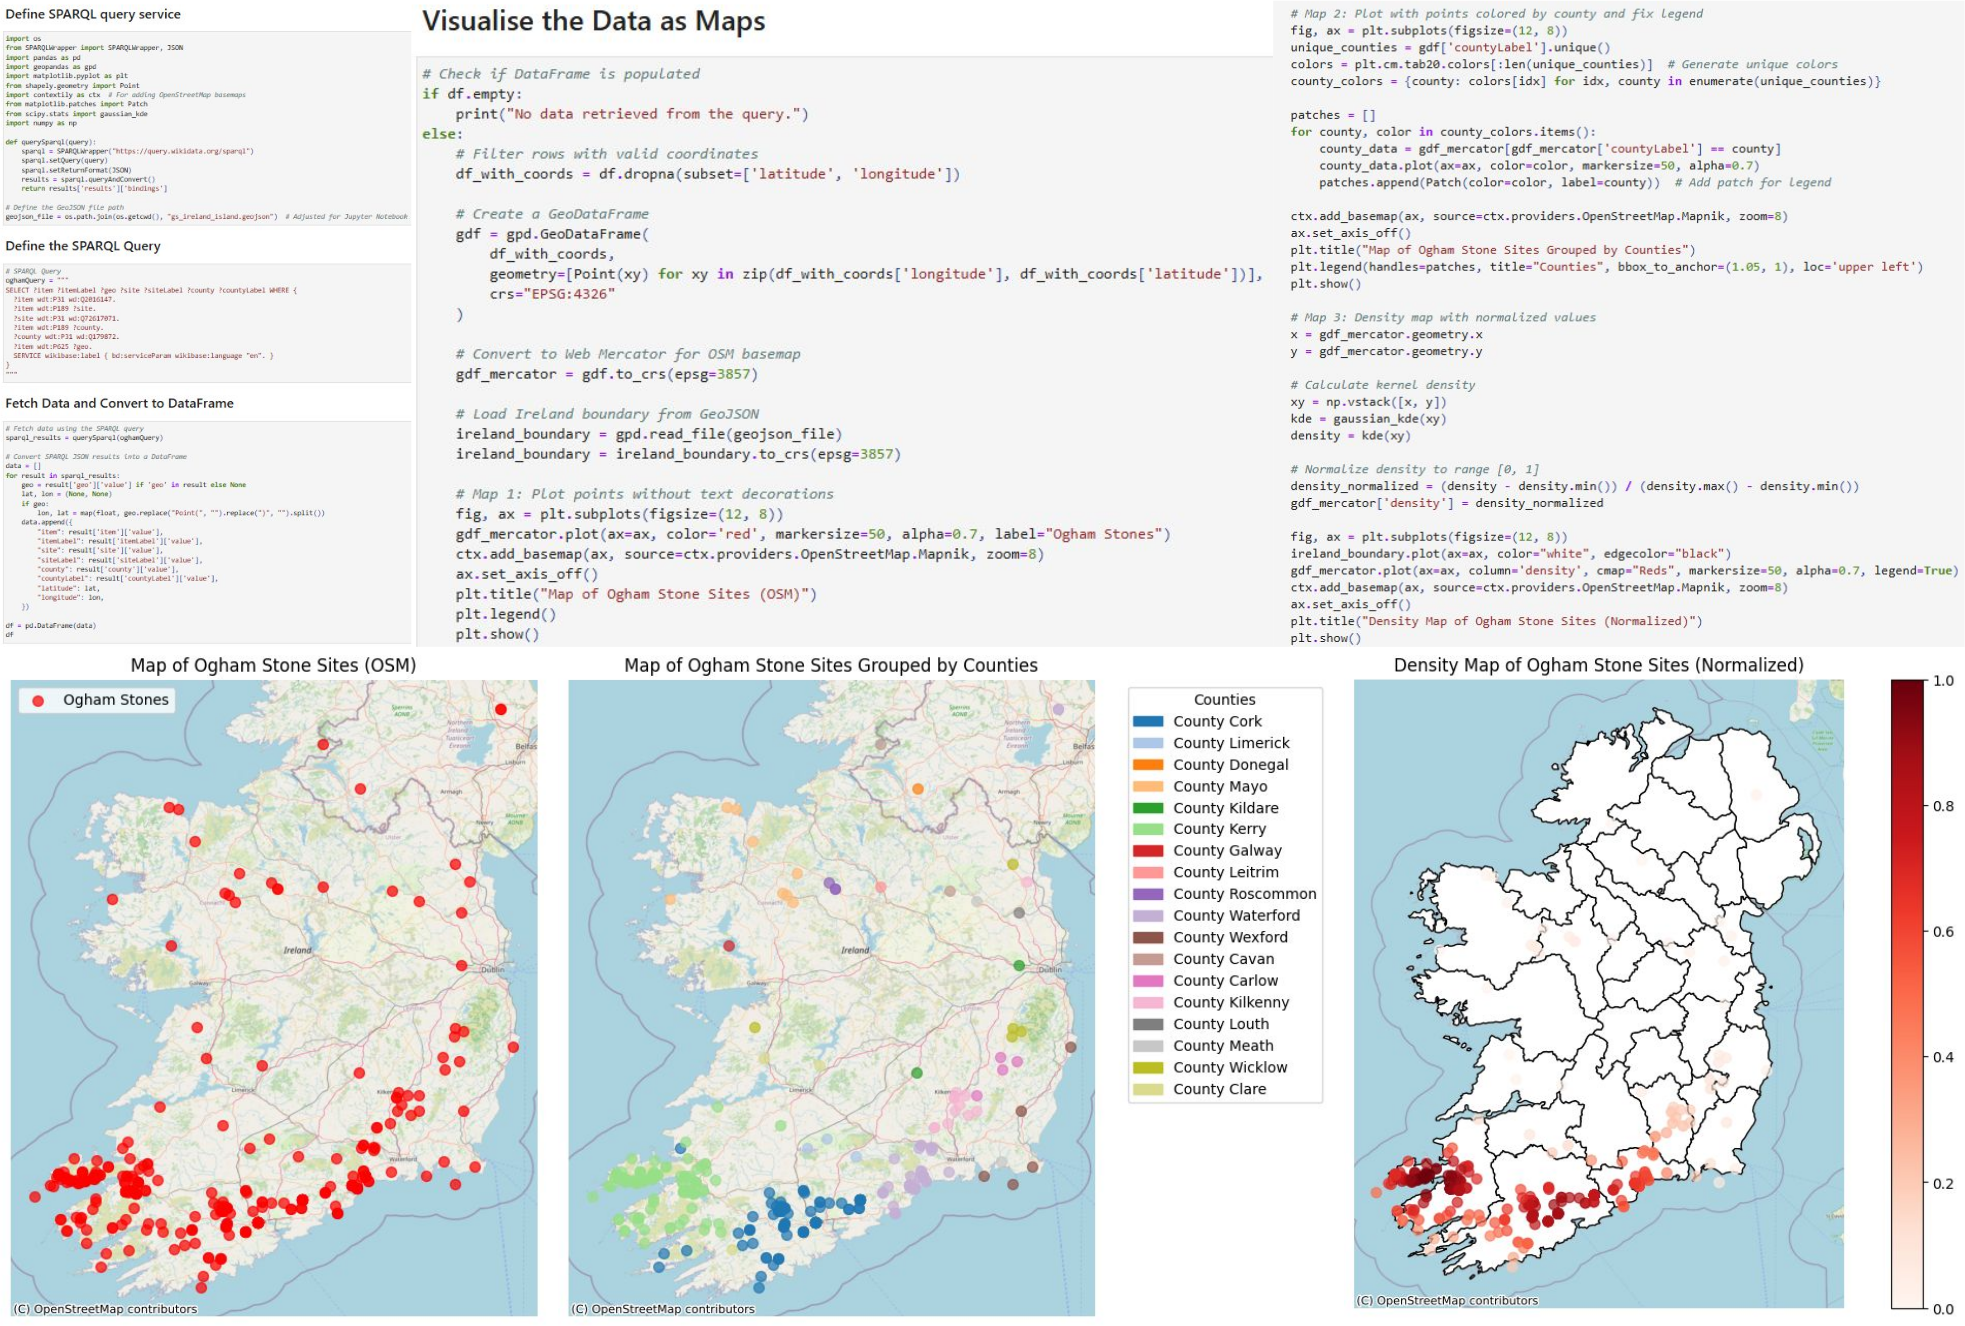 Define SPARQL query service
import os
from SPARQLWrapper import SPARQLWrapper, JSON
import pandas as pd
import geopandas as gpd
import matplotlib.pyplot as plt
from shapely.geometry import Point
import contextily as ctx  # For adding OpenStreetMap basemaps
from matplotlib.patches import Patch
from scipy.stats import gaussian_kde
import numpy as np
def querySparql(query):
    sparql = SPARQLWrapper("https://query.wikidata.org/sparql")
    sparql.setQuery(query)
    sparql.setReturnFormat(JSON)
    results = sparql.queryAndConvert()
    return results['results']['bindings']
# Define the GeoJSON file path
geojson_file = os.path.join(os.getcwd(), "gs_ireland_island.geojson")  # Adjusted for Jupyter Notebook
Define the SPARQL Query
# SPARQL Query
oghamQuery = """
SELECT ?item ?itemLabel ?geo ?site ?siteLabel ?county ?countyLabel WHERE {
  ?item wdt:P31 wd:Q2016147.
  ?item wdt:P189 ?site.
  ?site wdt:P31 wd:Q72617071.
  ?item wdt:P189 ?county.
  ?county wdt:P31 wd:Q179872.
  ?item wdt:P625 ?geo.
  SERVICE wikibase:label { bd:serviceParam wikibase:language "en". }
}
"""
Fetch Data and Convert to DataFrame
# Fetch data using the SPARQL query
sparql_results = querySparql(oghamQuery)
# Convert SPARQL JSON results into a DataFrame
data = []
for result in sparql_results:
    geo = result['geo']['value'] if 'geo' in result else None
    lat, lon = (None, None)
    if geo:
        lon, lat = map(float, geo.replace("Point(", "").replace(")", "").split())
    data.append({
        "item": result['item']['value'],
        "itemLabel": result['itemLabel']['value'],
        "site": result['site']['value'],
        "siteLabel": result['siteLabel']['value'],
        "county": result['county']['value'],
        "countyLabel": result['countyLabel']['value'],
        "latitude": lat,
        "longitude": lon,
    })
df = pd.DataFrame(data)
df
Visualise the Data as Maps
# Check if DataFrame is populated
if df.empty:
    print("No data retrieved from the query.")
else:
    # Filter rows with valid coordinates
    df_with_coords = df.dropna(subset=['latitude', 'longitude'])
    # Create a GeoDataFrame
    gdf = gpd.GeoDataFrame(
        df_with_coords,
        geometry=[Point(xy) for xy in zip(df_with_coords['longitude'], df_with_coords['latitude'])],
        crs="EPSG:4326"
    )
    # Convert to Web Mercator for OSM basemap
    gdf_mercator = gdf.to_crs(epsg=3857)
    # Load Ireland boundary from GeoJSON
    ireland_boundary = gpd.read_file(geojson_file)
    ireland_boundary = ireland_boundary.to_crs(epsg=3857)
    # Map 1: Plot points without text decorations
    fig, ax = plt.subplots(figsize=(12, 8))
    gdf_mercator.plot(ax=ax, color='red', markersize=50, alpha=0.7, label="Ogham Stones")
    ctx.add_basemap(ax, source=ctx.providers.OpenStreetMap.Mapnik, zoom=8)
    ax.set_axis_off()
    plt.title("Map of Ogham Stone Sites (OSM)")
    plt.legend()
    plt.show()
# Map 2: Plot with points colored by county and fix legend
fig, ax = plt.subplots(figsize=(12, 8))
unique_counties = gdf['countyLabel'].unique()
colors = plt.cm.tab20.colors[:len(unique_counties)]  # Generate unique colors
county_colors = {county: colors[idx] for idx, county in enumerate(unique_counties)}
patches = []
for county, color in county_colors.items():
    county_data = gdf_mercator[gdf_mercator['countyLabel'] == county]
    county_data.plot(ax=ax, color=color, markersize=50, alpha=0.7)
    patches.append(Patch(color=color, label=county))  # Add patch for legend
ctx.add_basemap(ax, source=ctx.providers.OpenStreetMap.Mapnik, zoom=8)
ax.set_axis_off()
plt.title("Map of Ogham Stone Sites Grouped by Counties")
plt.legend(handles=patches, title="Counties", bbox_to_anchor=(1.05, 1), loc='upper left')
plt.show()
# Map 3: Density map with normalized values
x = gdf_mercator.geometry.x
y = gdf_mercator.geometry.y
# Calculate kernel density
xy = np.vstack([x, y])
kde = gaussian_kde(xy)
density = kde(xy)
# Normalize density to range [0, 1]
density_normalized = (density - density.min()) / (density.max() - density.min())
gdf_mercator['density'] = density_normalized
fig, ax = plt.subplots(figsize=(12, 8))
ireland_boundary.plot(ax=ax, color="white", edgecolor="black")
gdf_mercator.plot(ax=ax, column='density', cmap="Reds", markersize=50, alpha=0.7, legend=True)
ctx.add_basemap(ax, source=ctx.providers.OpenStreetMap.Mapnik, zoom=8)
ax.set_axis_off()
plt.title("Density Map of Ogham Stone Sites (Normalized)")
plt.show()
Map of Ogham Stone Sites (OSM)
Ogham Stones
Sperrins
AONB
Northern
Ireland
Belfas
Lisburn
Armagh
Newry
Ulster
Connacht
Ireland
Galway
Dublin
Limerick
Kilken
Waterford
(C) OpenStreetMap contributors
Map of Ogham Stone Sites Grouped by Counties
Sperrins
AONB
Northern
Ireland
Belfas
Lisburn
Armagh
Newry
Ulster
Connacht
Ireland
Galway
Dublin
Limerick
Kilken
Waterford
(C) OpenStreetMap contributors
Counties
County Cork
County Limerick
County Donegal
County Mayo
County Kildare
County Kerry
County Galway
County Leitrim
County Roscommon
County Waterford
County Wexford
County Cavan
County Carlow
County Kilkenny
County Louth
County Meath
County Wicklow
County Clare
Density Map of Ogham Stone Sites (Normalized)
(C) OpenStreetMap contributors
1.0
0.8
0.6
0.4
0.2
0.0